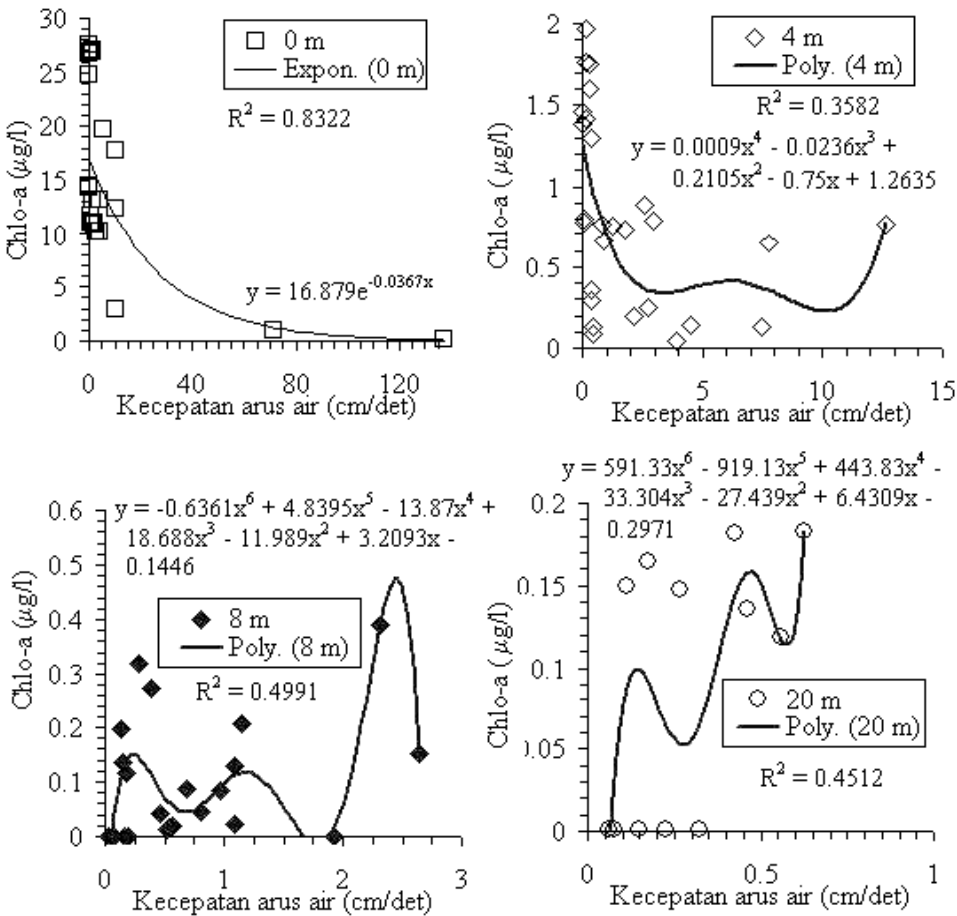 30
25
20
15
10
5
0
Chlo-a (μg/l)
0 m
Expon. (0 m)
R² = 0.8322
y = 16.879e^-0.0367x
0 40 80 120
Kecepatan arus air (cm/det)
2
1.5
1
0.5
0
Chlo-a (μg/l)
4 m
Poly. (4 m)
R² = 0.3582
y = 0.0009x⁴ - 0.0236x³ +
0.2105x² - 0.75x + 1.2635
0 5 10 15
Kecepatan arus air (cm/det)
y = -0.6361x⁶ + 4.8395x⁵ - 13.87x⁴ +
18.688x³ - 11.989x² + 3.2093x -
0.1446
0.6
0.5
0.4
0.3
0.2
0.1
0
Chlo-a (μg/l)
8 m
Poly. (8 m)
R² = 0.4991
0 1 2 3
Kecepatan arus air (cm/det)
y = 591.33x⁶ - 919.13x⁵ + 443.83x⁴ -
33.304x³ - 27.439x² + 6.4309x -
0.2971
0.2
0.15
0.1
0.05
0
Chlo-a (μg/l)
20 m
Poly. (20 m)
R² = 0.4512
0 0.5 1
Kecepatan arus air (cm/det)